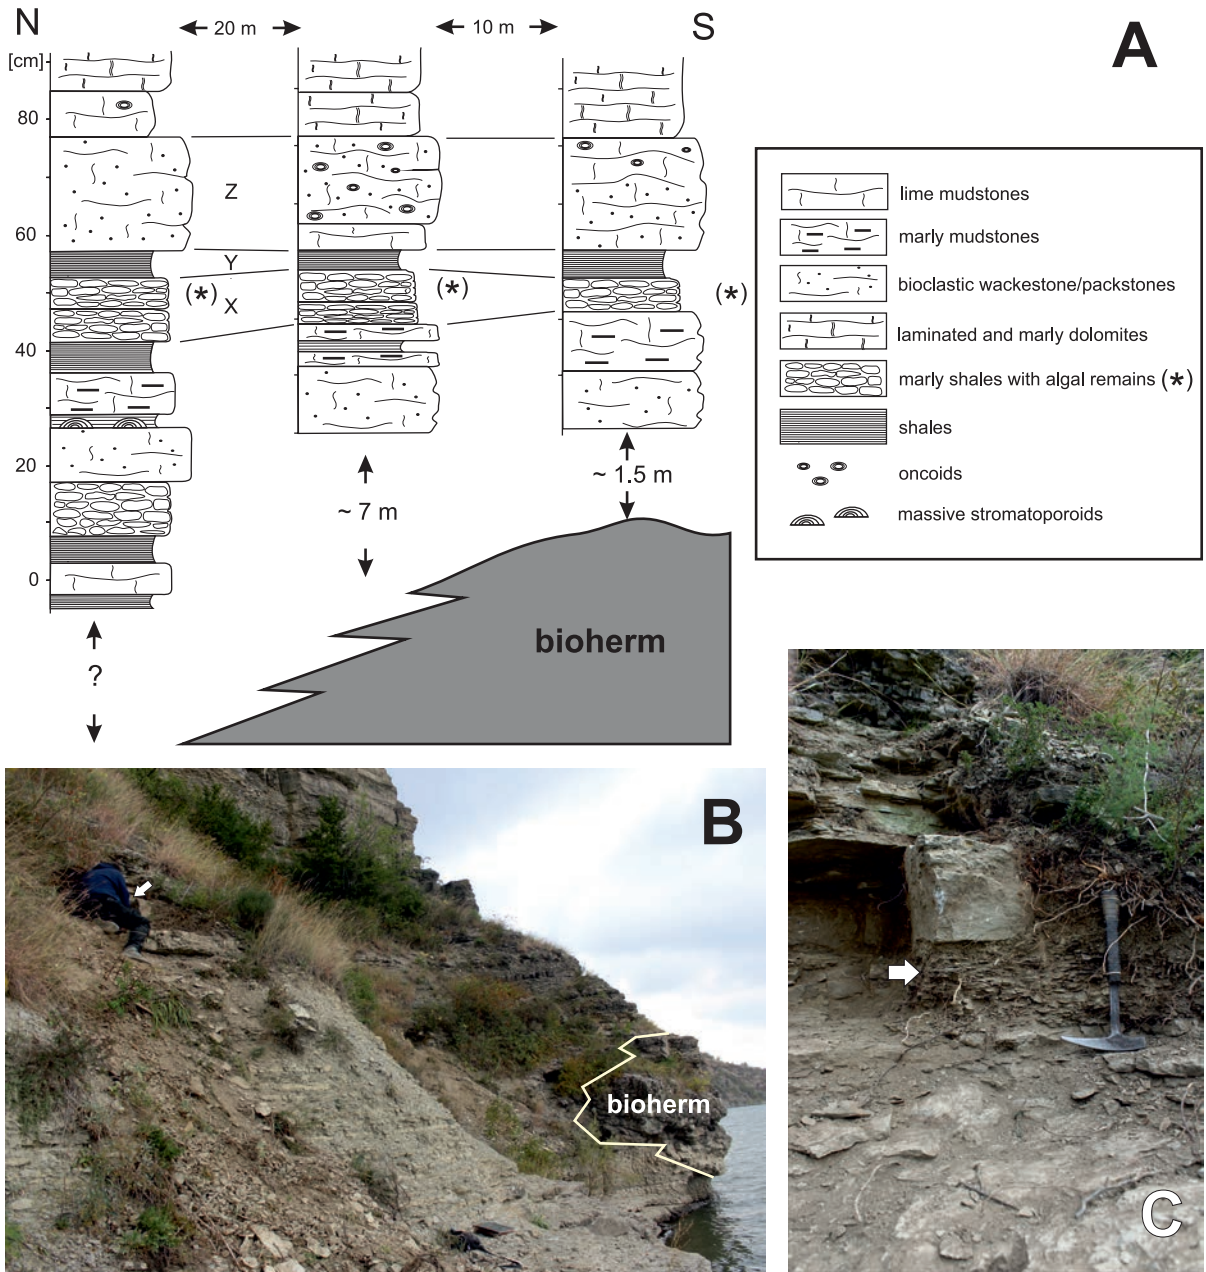 N
20 m
10 m
S
A
[cm]
80
60
40
20
0
Z
Y
X
(*)
(*)
(*)
~ 7 m
~ 1.5 m
?
bioherm
lime mudstones
marly mudstones
bioclastic wackestone/packstones
laminated and marly dolomites
marly shales with algal remains (*)
shales
oncoids
massive stromatoporoids
B
bioherm
C